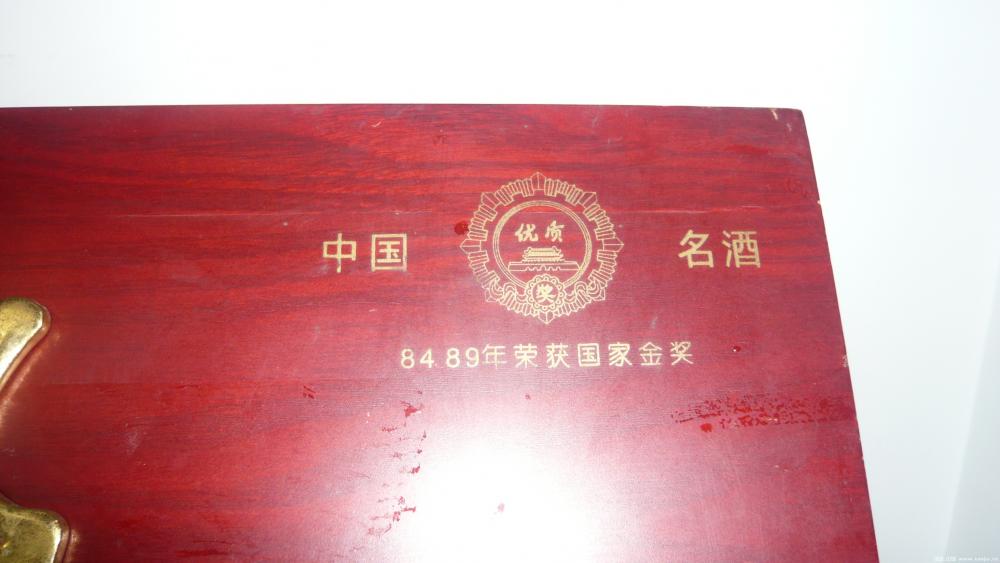 优质
中国 名酒
奖
84.89年荣获国家金奖